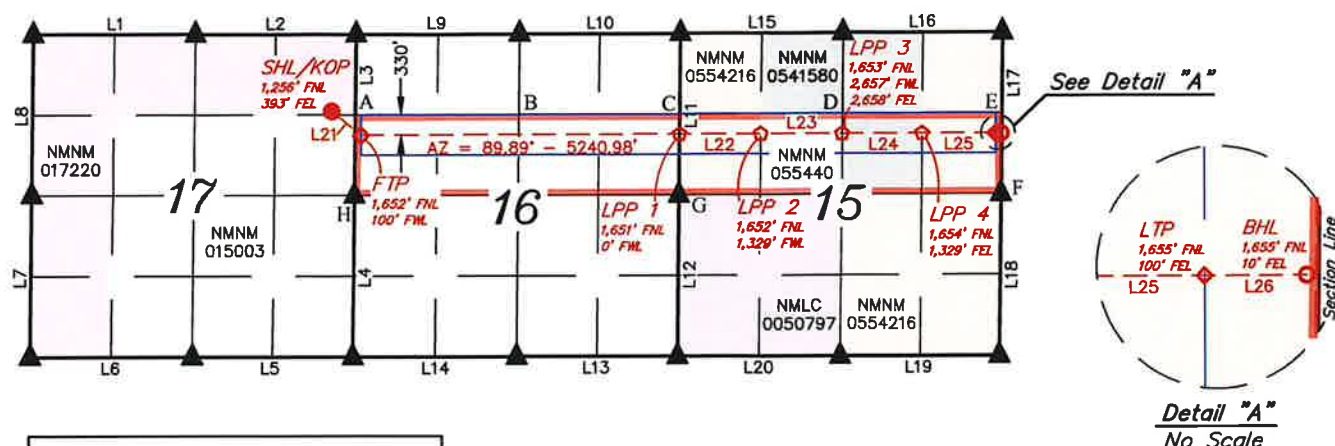 L1
L2
L9
L10
L15
L16
SHL/KOP
1,256' FNL
393' FEL
L3
330'
NMNM
0554216
NMNM
0541580
LPP 3
1,653' FNL
2,657' FWL
2,658' FEL
L17
See Detail "A"
L8
A
B
C
L11
D
E
L21
AZ = 89.89° - 5240.98'
L22
L23
L24
L25
NMNM
017220
NMNM
055440
17
H
FTP
1,652' FNL
100' FWL
16
LPP 1
1,651' FNL
0' FWL
G
LPP 2
1,652' FNL
1,329' FWL
15
LPP 4
1,654' FNL
1,329' FEL
F
NMNM
015003
L7
L4
L12
L18
NMLC
0050797
NMNM
0554216
L6
L5
L14
L13
L20
L19
LTP
1,655' FNL
100' FEL
BHL
1,655' FNL
10' FEL
L25
L26
Section Line
Detail "A"
No Scale